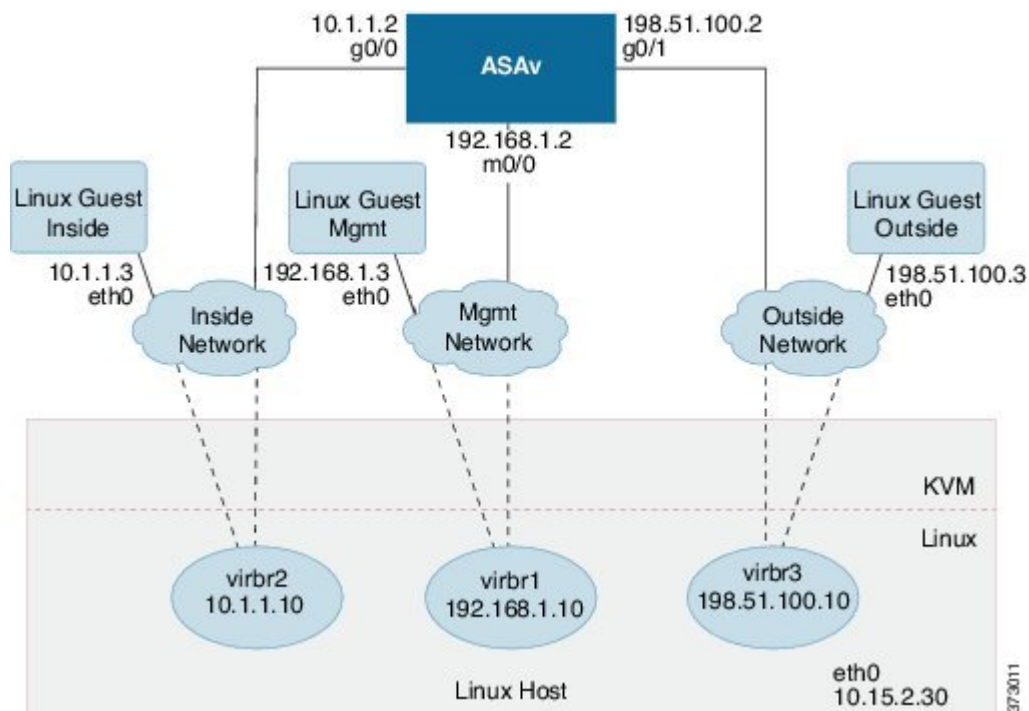 10.1.1.2
g0/0
ASAv
198.51.100.2
g0/1
192.168.1.2
m0/0
Linux Guest
Inside
Linux Guest
Mgmt
Linux Guest
Outside
10.1.1.3
eth0
192.168.1.3
eth0
198.51.100.3
eth0
Inside
Network
Mgmt
Network
Outside
Network
KVM
Linux
virbr2
10.1.1.10
virbr1
192.168.1.10
virbr3
198.51.100.10
Linux Host
eth0
10.15.2.30
373011